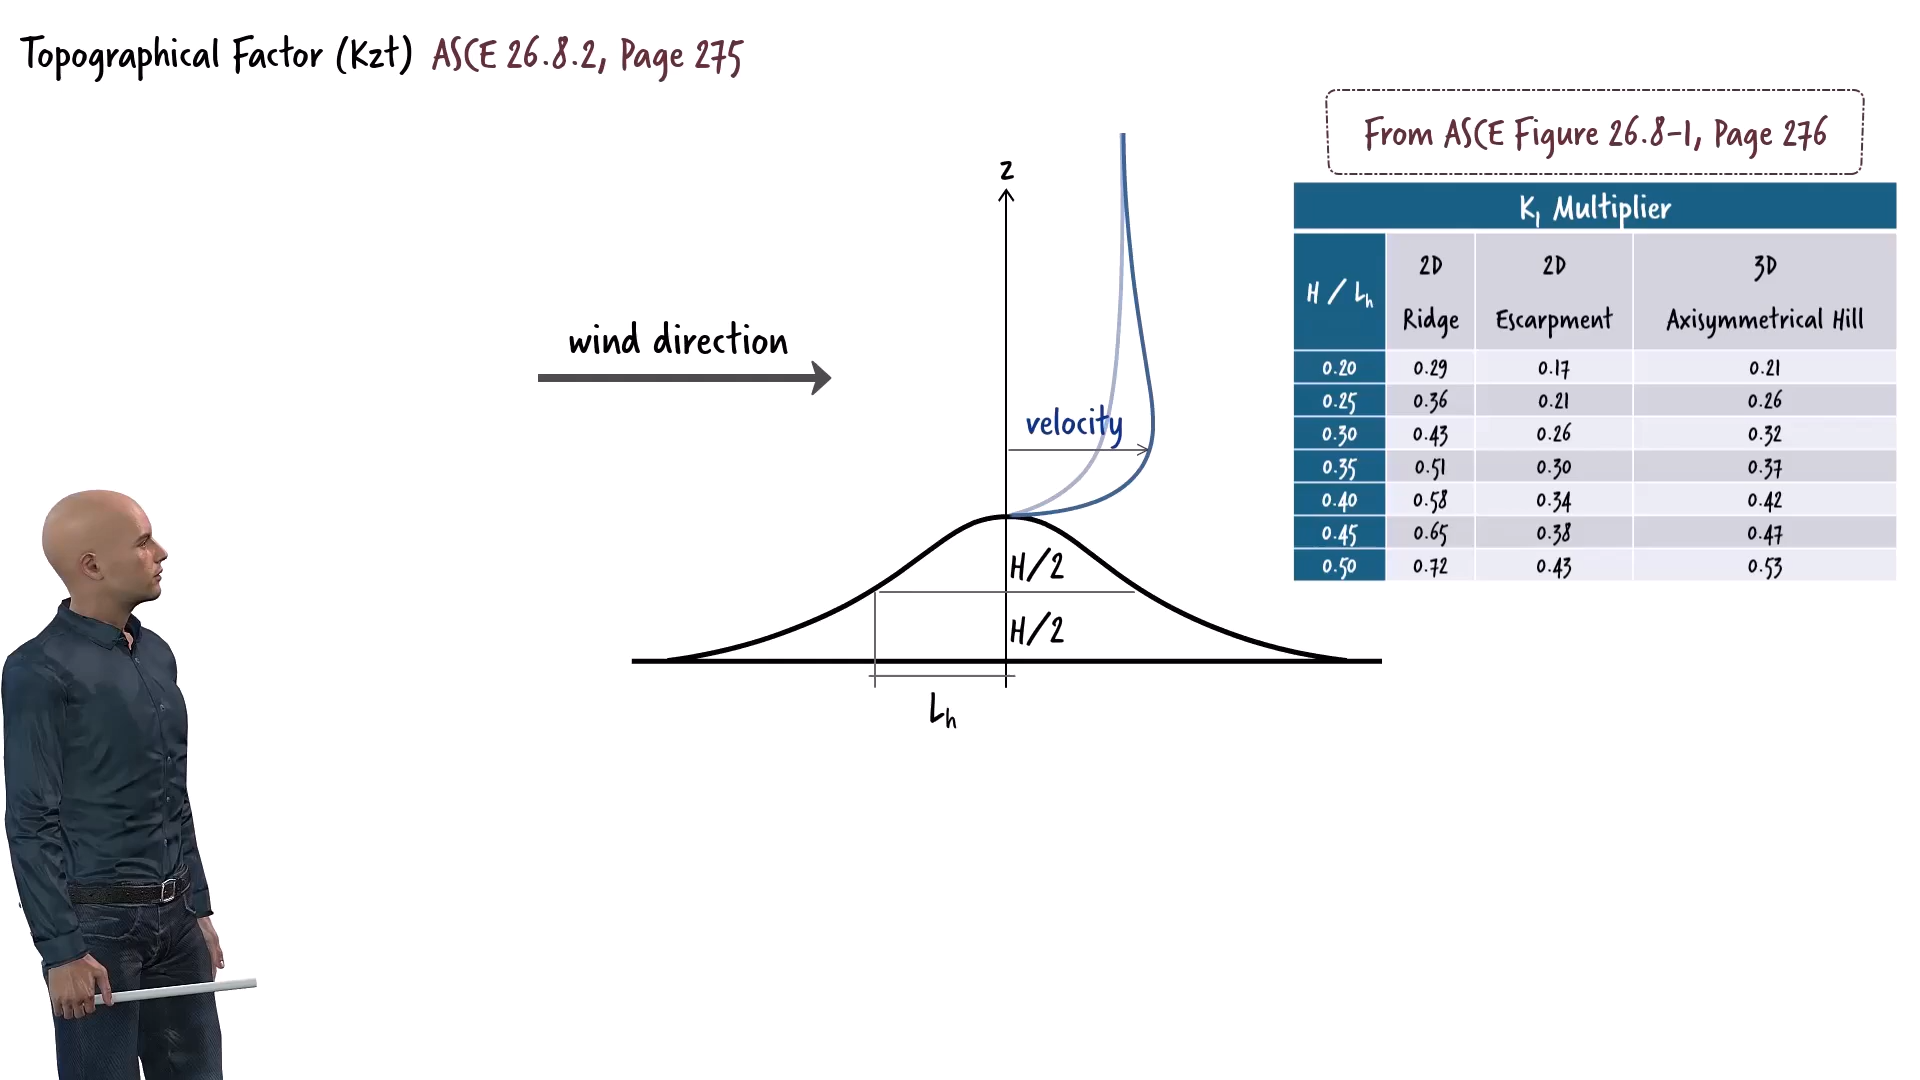 Topographical Factor (Kzt) ASCE 26.8.2, Page 275
From ASCE Figure 26.8-1, Page 276
z
wind direction
velocity
H/2
H/2
Lh
K1 Multiplier
H / Lh 2D Ridge 2D Escarpment 3D Axisymmetrical Hill
0.20 0.29 0.17 0.21
0.25 0.36 0.21 0.26
0.30 0.43 0.26 0.32
0.35 0.51 0.30 0.37
0.40 0.58 0.34 0.42
0.45 0.65 0.38 0.47
0.50 0.72 0.43 0.53